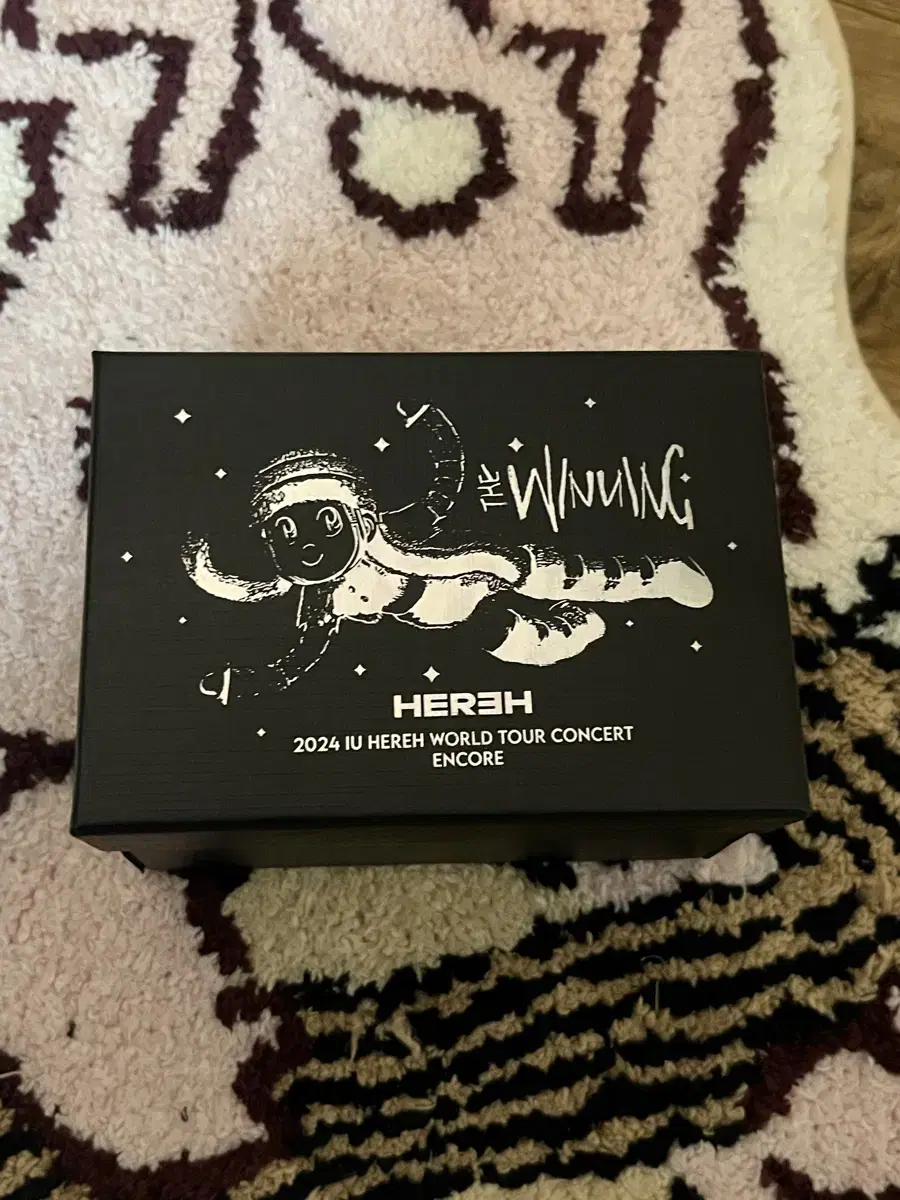 THE WINNING
HEREH
2024 IU HEREH WORLD TOUR CONCERT
ENCORE